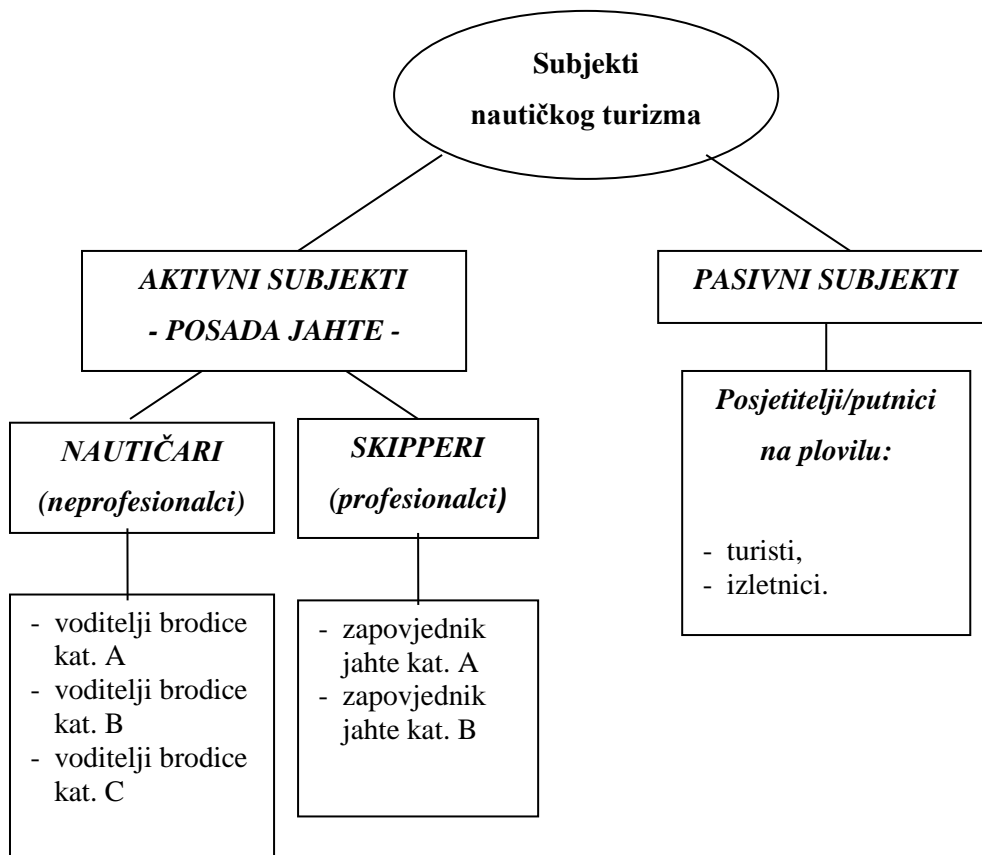 Subjekti
nautičkog turizma
AKTIVNI SUBJEKTI
- POSADA JAHTE -
PASIVNI SUBJEKTI
NAUTIČARI
(neprofesionalci)
SKIPPERI
(profesionalci)
Posjetitelji/putnici
na plovilu:
- turisti,
- izletnici.
- voditelji brodice
kat. A
- voditelji brodice
kat. B
- voditelji brodice
kat. C
- zapovjednik
jahte kat. A
- zapovjednik
jahte kat. B